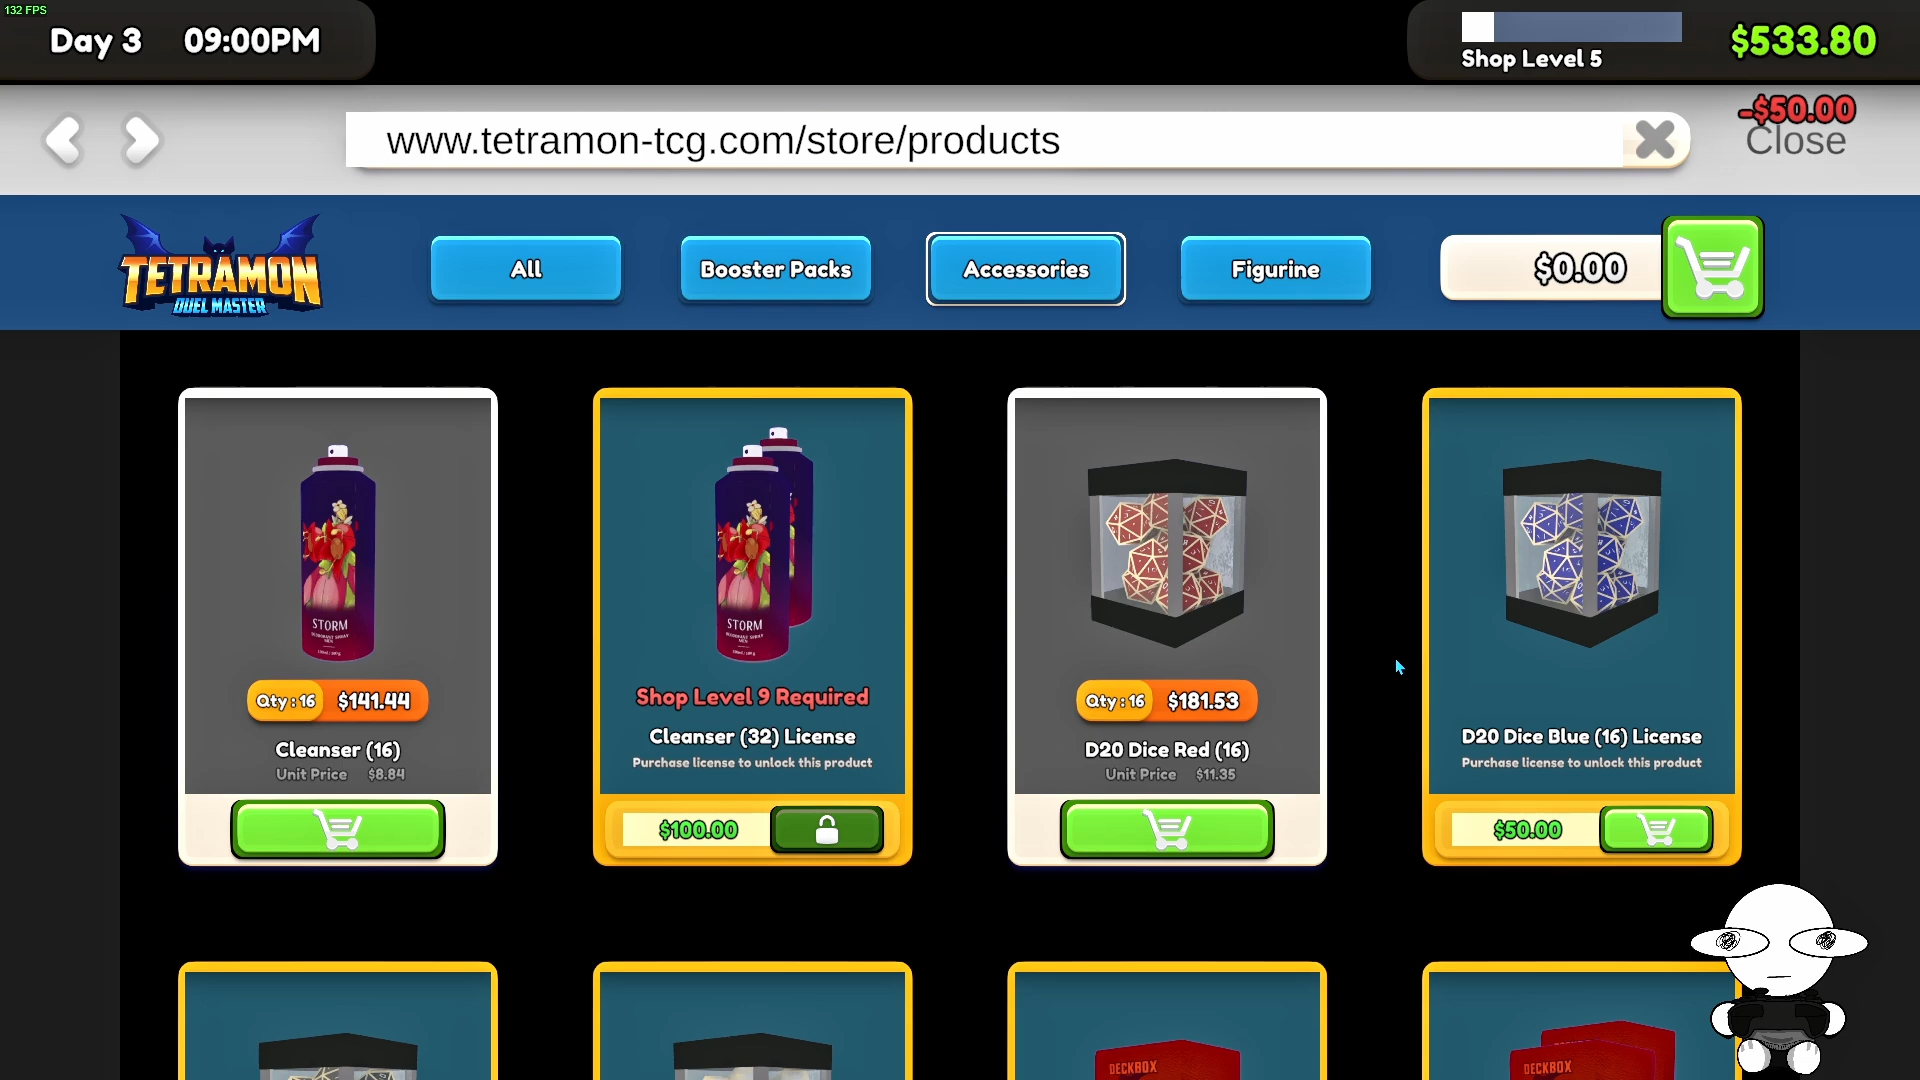 132 FPS
Day 3 09:00PM
Shop Level 5
$533.80
-$50.00
www.tetramon-tcg.com/store/products
Close
TETRAMON
DUEL MASTER
All
Booster Packs
Accessories
Figurine
$0.00
STORM
Qty : 16 $141.44
Cleanser (16)
Unit Price $8.84
STORM
Shop Level 9 Required
Cleanser (32) License
Purchase license to unlock this product
$100.00
Qty : 16 $181.53
D20 Dice Red (16)
Unit Price $11.35
D20 Dice Blue (16) License
Purchase license to unlock this product
$50.00
DECKBOX
DECKBOX